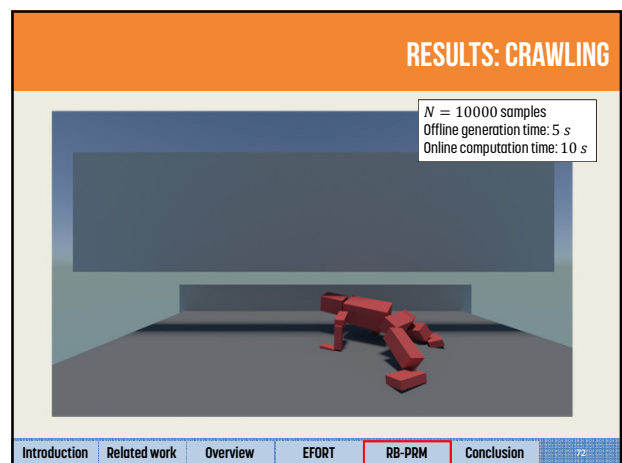 RESULTS: CRAWLING
N = 10000 samples
Offline generation time: 5 s
Online computation time: 10 s
Introduction Related work Overview EFORT RB-PRM Conclusion 72